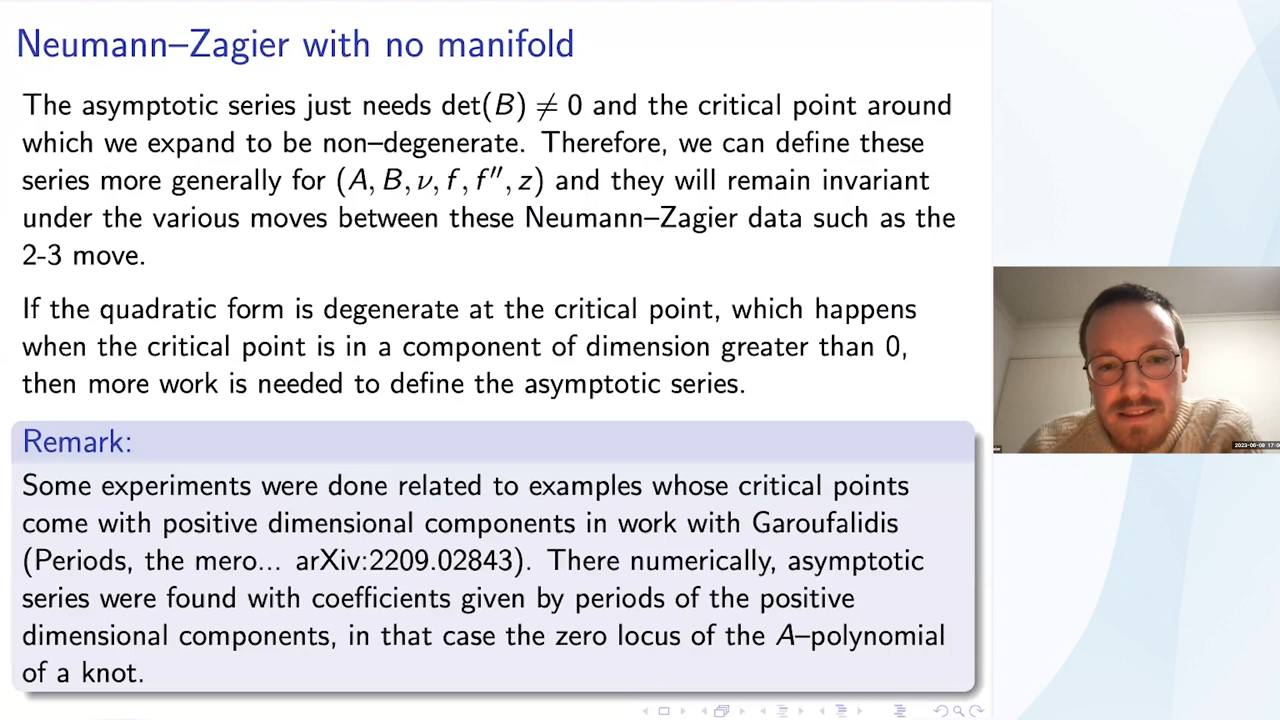 Neumann–Zagier with no manifold
The asymptotic series just needs det(B) ≠ 0 and the critical point around
which we expand to be non–degenerate. Therefore, we can define these
series more generally for (A, B, ν, f, f′′, z) and they will remain invariant
under the various moves between these Neumann–Zagier data such as the
2-3 move.
If the quadratic form is degenerate at the critical point, which happens
when the critical point is in a component of dimension greater than 0,
then more work is needed to define the asymptotic series.
Remark:
Some experiments were done related to examples whose critical points
come with positive dimensional components in work with Garoufalidis
(Periods, the mero... arXiv:2209.02843). There numerically, asymptotic
series were found with coefficients given by periods of the positive
dimensional components, in that case the zero locus of the A–polynomial
of a knot.